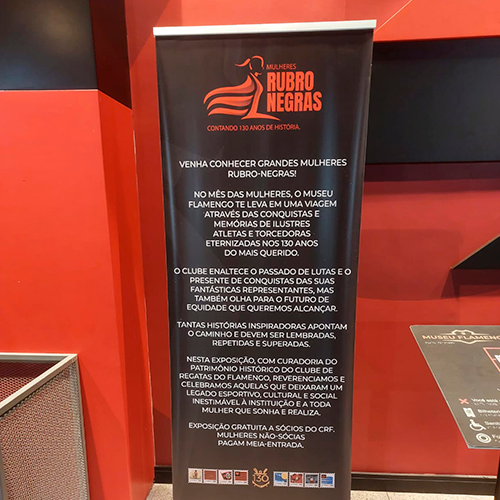 MULHERES
RUBRO
NEGRAS
CONTANDO 130 ANOS DE HISTÓRIA.
VENHA CONHECER GRANDES MULHERES
RUBRO-NEGRAS!
NO MÊS DAS MULHERES, O MUSEU
FLAMENGO TE LEVA EM UMA VIAGEM
ATRAVÉS DAS CONQUISTAS E
MEMÓRIAS DE ILUSTRES
ATLETAS E TORCEDORAS
ETERNIZADAS NOS 130 ANOS
DO MAIS QUERIDO.
O CLUBE ENALTECE O PASSADO DE LUTAS E O
PRESENTE DE CONQUISTAS DAS SUAS
FANTÁSTICAS REPRESENTANTES, MAS
TAMBÉM OLHA PARA O FUTURO DE
EQUIDADE QUE QUEREMOS ALCANÇAR.
TANTAS HISTÓRIAS INSPIRADORAS APONTAM
O CAMINHO E DEVEM SER LEMBRADAS,
REPETIDAS E SUPERADAS.
NESTA EXPOSIÇÃO, COM CURADORIA DO
PATRIMÔNIO HISTÓRICO DO CLUBE DE
REGATAS DO FLAMENGO, REVERENCIAMOS E
CELEBRAMOS AQUELAS QUE DEIXARAM UM
LEGADO ESPORTIVO, CULTURAL E SOCIAL
INESTIMÁVEL À INSTITUIÇÃO E A TODA
MULHER QUE SONHA E REALIZA.
EXPOSIÇÃO GRATUITA A SÓCIOS DO CRF.
MULHERES NÃO-SÓCIAS
PAGAM MEIA-ENTRADA.
130
MUSEU FLAMENG
Você está